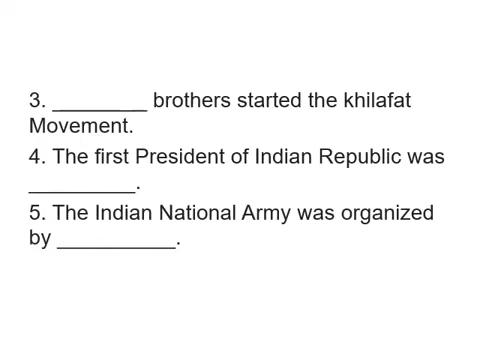 3. _________ brothers started the khilafat
Movement.
4. The first President of Indian Republic was
__________.
5. The Indian National Army was organized
by ___________.